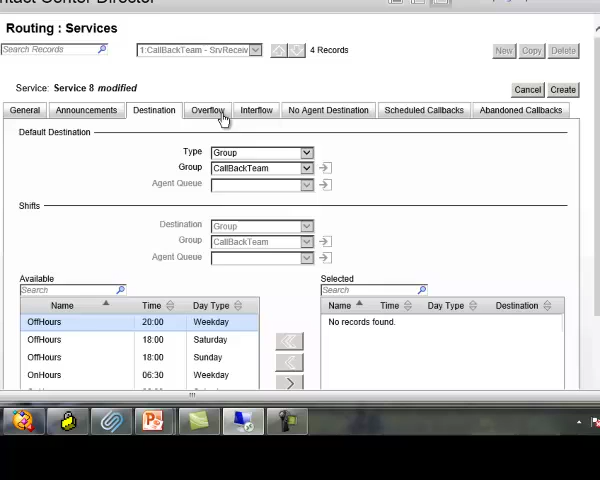 ntact Center Director
Routing : Services
Search Records
1:CallBackTeam - SrvReceiv
4 Records
New Copy Delete
Service: Service 8 modified
Cancel Create
General Announcements Destination Overflow Interflow No Agent Destination Scheduled Callbacks Abandoned Callbacks
Default Destination
Type Group
Group CallBackTeam
Agent Queue
Shifts
Destination Group
Group CallBackTeam
Agent Queue
Available Selected
Search Search
Name Time Day Type Name Time Day Type Destination
OffHours 20:00 Weekday No records found.
OffHours 18:00 Saturday
OffHours 18:00 Sunday
OnHours 06:30 Weekday